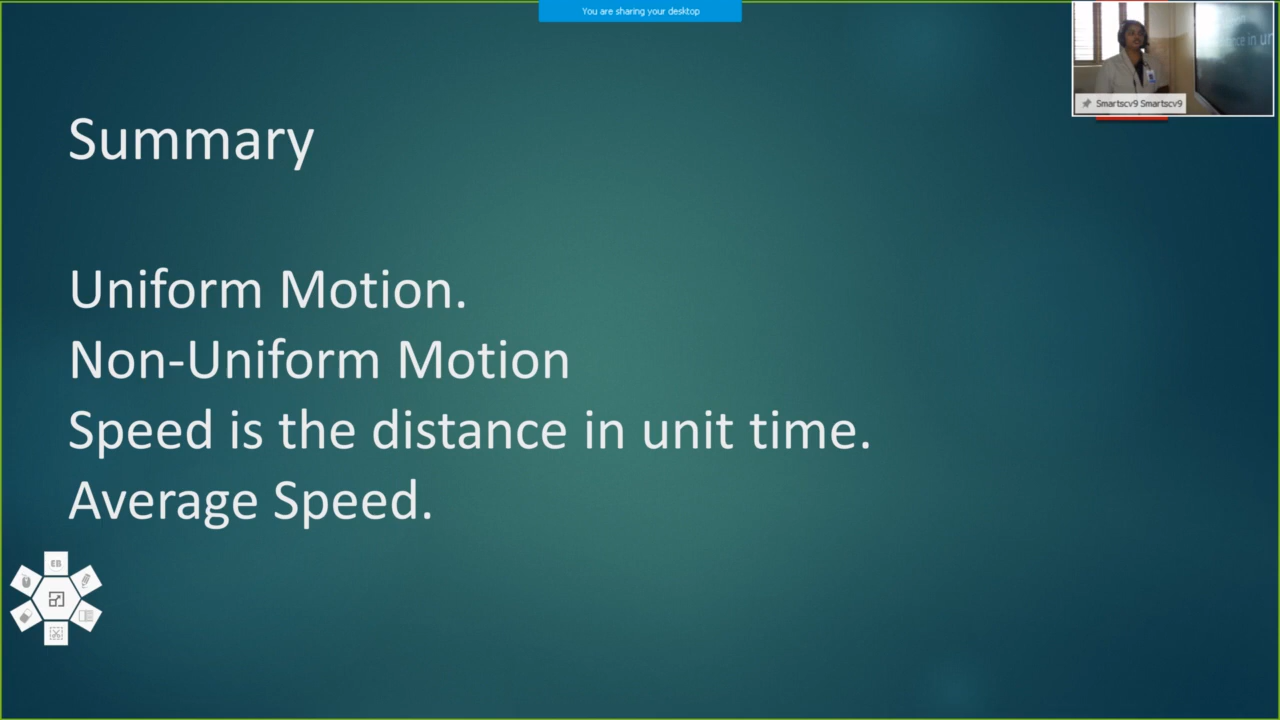 You are sharing your desktop
Smartscv9 Smartscv9
Summary
Uniform Motion.
Non-Uniform Motion
Speed is the distance in unit time.
Average Speed.
EB